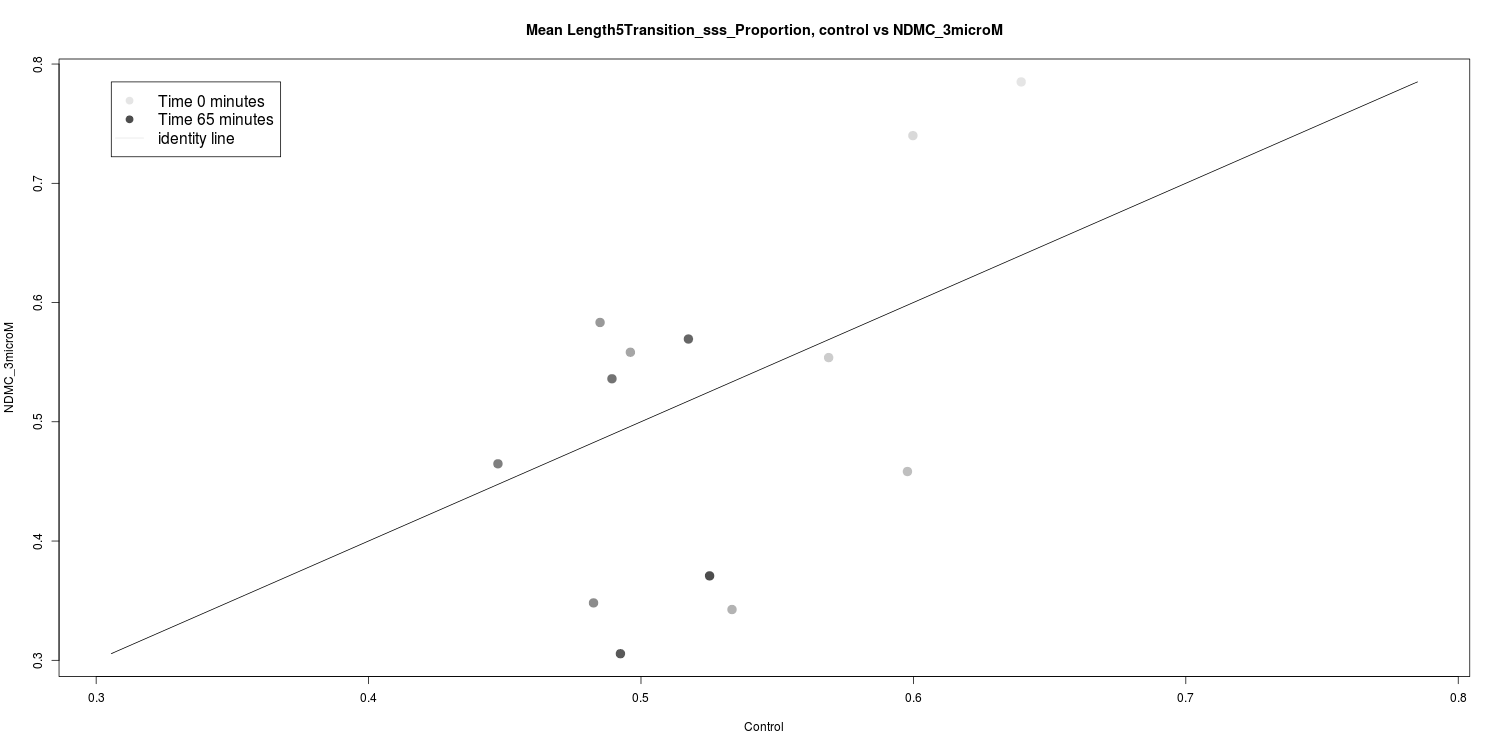 Mean Length5Transition_sss_Proportion, control vs NDMC_3microM
Time 0 minutes
Time 65 minutes
identity line
NDMC_3microM
0.8
0.7
0.6
0.5
0.4
0.3
0.3
0.4
0.5
0.6
0.7
0.8
Control